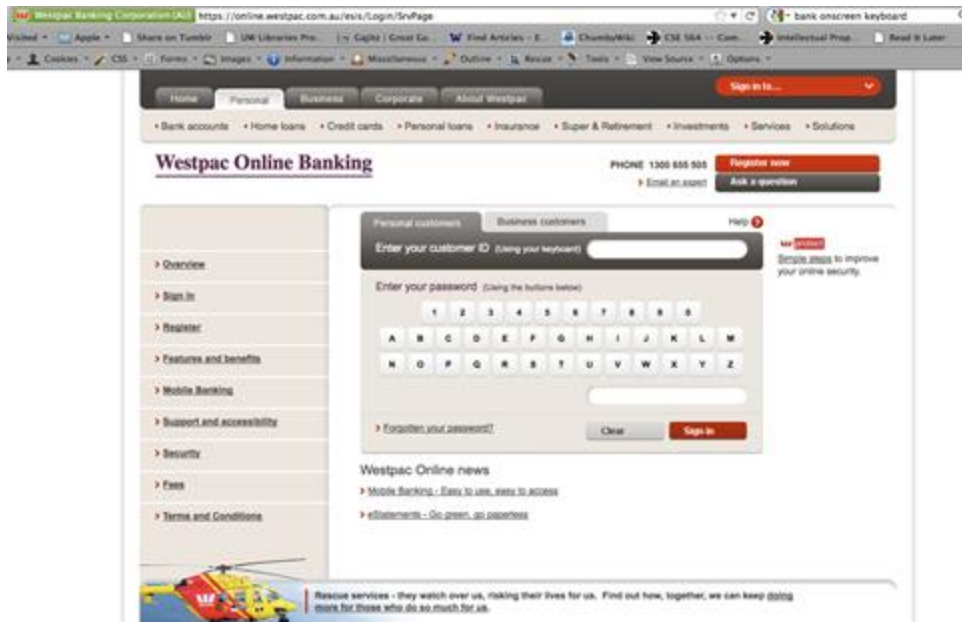 Westpac Banking Corporation (AU) https://online.westpac.com.au/esis/Login/SrvPage bank onscreen keyboard
Visited Apple Share on Tumblr UW Libraries Pro... Gajitz | Great Ga... Find Articles - E... ChumbyWiki CSE 564 -- Com... Intellectual Prop... Read It Later
Cookies CSS Forms Images Information Miscellaneous Outline Resize Tools View Source Options
Home Personal Business Corporate About Westpac Sign in to...
Bank accounts Home loans Credit cards Personal loans Insurance Super & Retirement Investments Services Solutions
Westpac Online Banking
PHONE 1300 655 505 Register now
Email an expert Ask a question
Personal customers Business customers Help ?
Enter your customer ID (Using your keyboard)
protect
Simple steps to improve
your online security.
Enter your password (Using the buttons below)
1 2 3 4 5 6 7 8 9 0
A B C D E F G H I J K L M
N O P Q R S T U V W X Y Z
Forgotten your password? Clear Sign in
Overview
Sign in
Register
Features and benefits
Mobile Banking
Support and accessibility
Security
Fees
Terms and Conditions
Westpac Online news
Mobile Banking - Easy to use, easy to access
eStatements - Go green, go paperless
Rescue services - they watch over us, risking their lives for us. Find out how, together, we can keep doing
more for those who do so much for us.